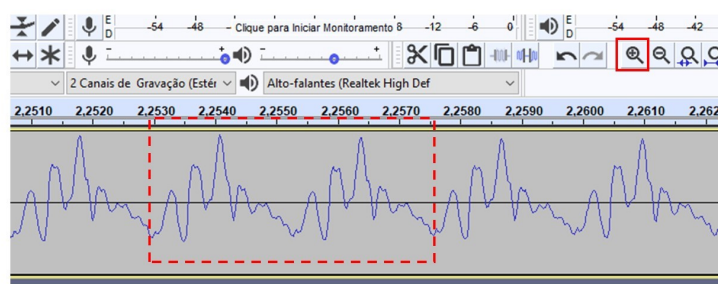 E D -54 -48 - Clique para Iniciar Monitoramento 8 -12 -6 0 E D -54 -48 -42
- + - +
2 Canais de Gravação (Estér Alto-falantes (Realtek High Def
2,2510 2,2520 2,2530 2,2540 2,2550 2,2560 2,2570 2,2580 2,2590 2,2600 2,2610 2,262